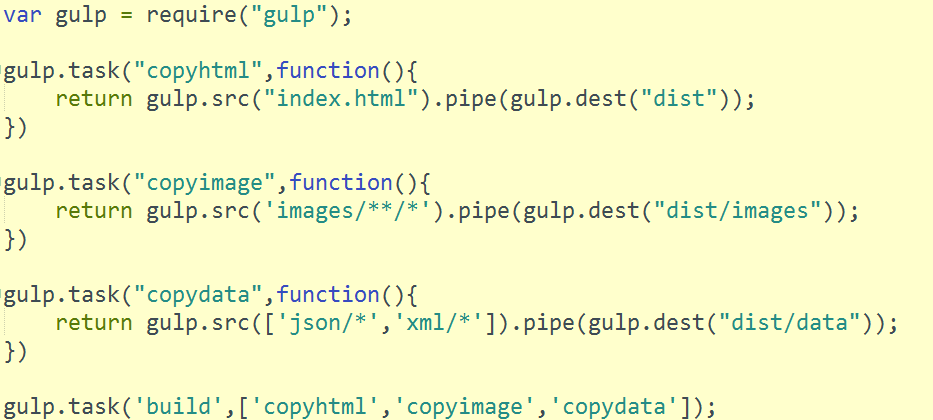 var gulp = require("gulp");
gulp.task("copyhtml",function(){
    return gulp.src("index.html").pipe(gulp.dest("dist"));
})
gulp.task("copyimage",function(){
    return gulp.src('images/**/*').pipe(gulp.dest("dist/images"));
})
gulp.task("copydata",function(){
    return gulp.src(['json/*','xml/*']).pipe(gulp.dest("dist/data"));
})
gulp.task('build',['copyhtml','copyimage','copydata']);